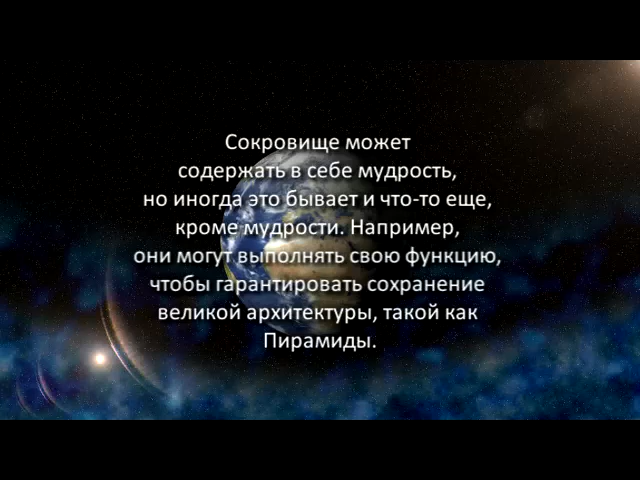 Сокровище может
содержать в себе мудрость,
но иногда это бывает и что-то еще,
кроме мудрости. Например,
они могут выполнять свою функцию,
чтобы гарантировать сохранение
великой архитектуры, такой как
Пирамиды.